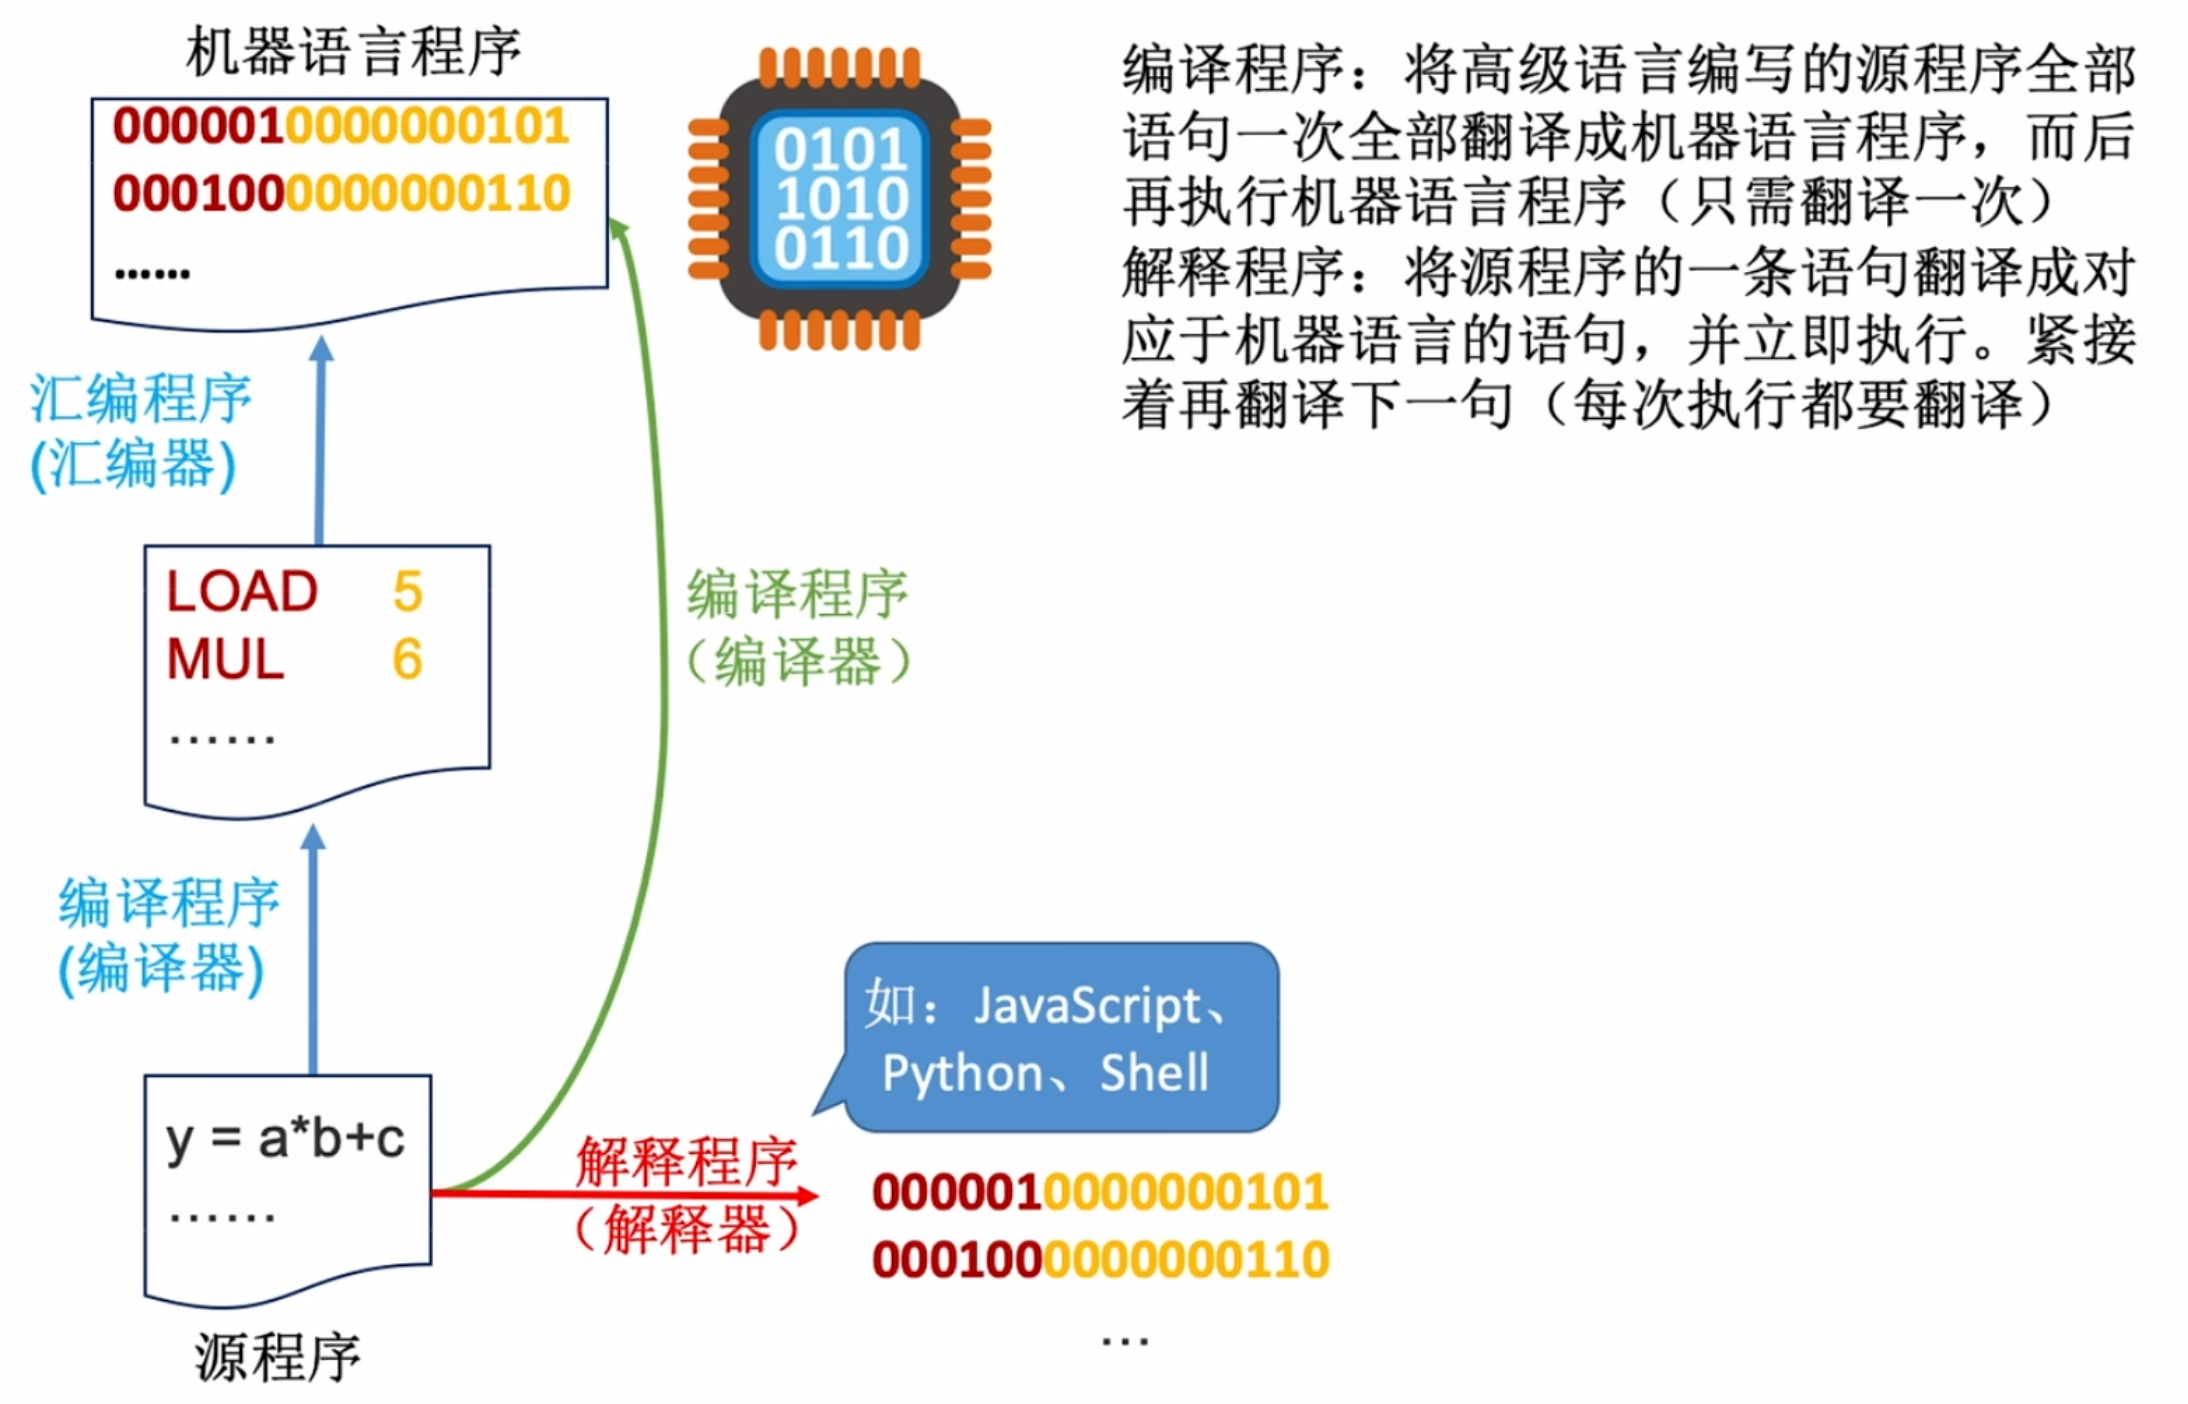 机器语言程序
0000010000000101
0001000000000110
......
0101
1010
0110
编译程序：将高级语言编写的源程序全部
语句一次全部翻译成机器语言程序，而后
再执行机器语言程序（只需翻译一次）
解释程序：将源程序的一条语句翻译成对
应于机器语言的语句，并立即执行。紧接
着再翻译下一句（每次执行都要翻译）
汇编程序
(汇编器)
LOAD 5
MUL 6
......
编译程序
（编译器）
编译程序
(编译器)
y = a*b+c
......
源程序
解释程序
（解释器）
如：JavaScript、
Python、Shell
0000010000000101
0001000000000110
...